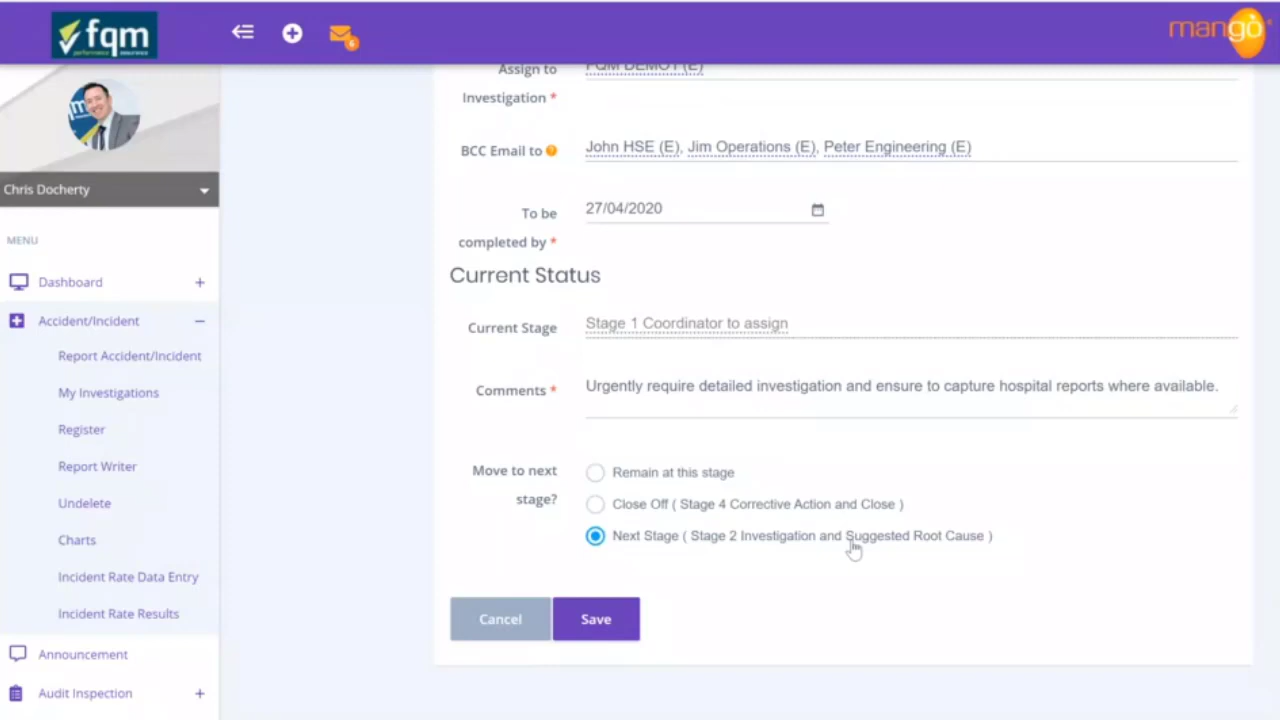 fqm
performance assurance
6
mango
Chris Docherty
MENU
Dashboard +
Accident/Incident −
Report Accident/Incident
My Investigations
Register
Report Writer
Undelete
Charts
Incident Rate Data Entry
Incident Rate Results
Announcement
Audit Inspection +
Assign to
Investigation *
FQM DEMO1 (E)
BCC Email to ?
John HSE (E), Jim Operations (E), Peter Engineering (E)
To be
completed by *
27/04/2020
Current Status
Current Stage
Stage 1 Coordinator to assign
Comments *
Urgently require detailed investigation and ensure to capture hospital reports where available.
Move to next
stage?
Remain at this stage
Close Off ( Stage 4 Corrective Action and Close )
Next Stage ( Stage 2 Investigation and Suggested Root Cause )
Cancel
Save